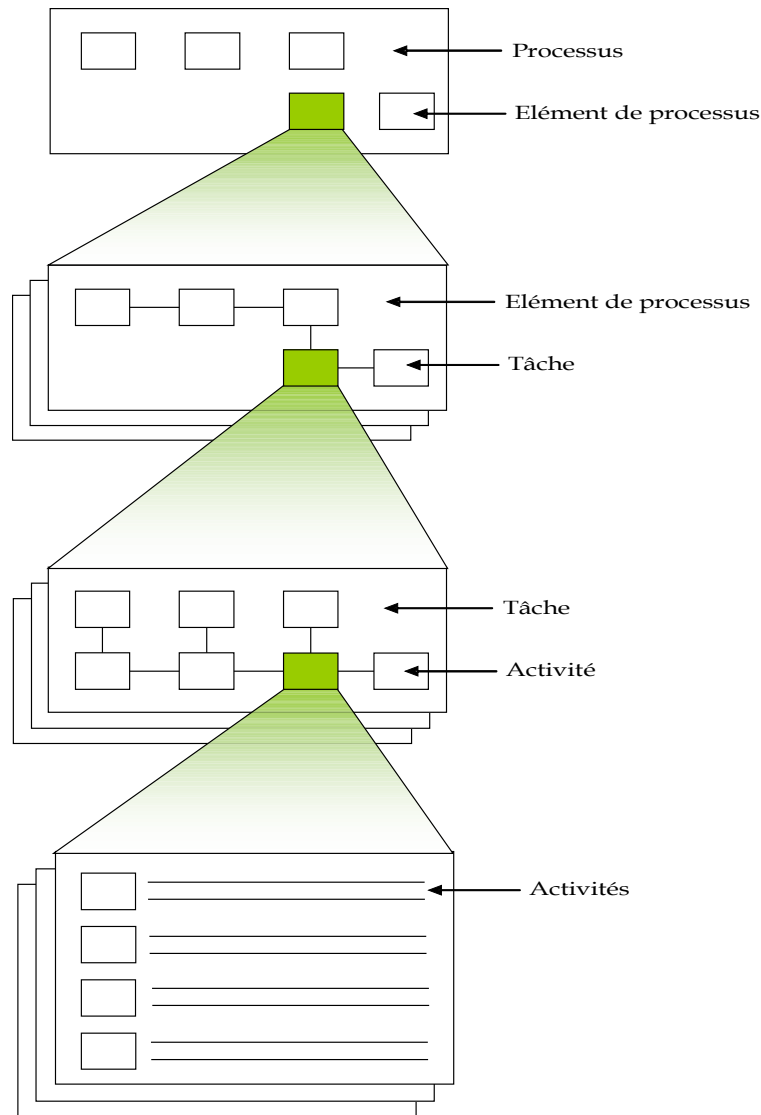 Processus
Elément de processus
Elément de processus
Tâche
Tâche
Activité
Activités